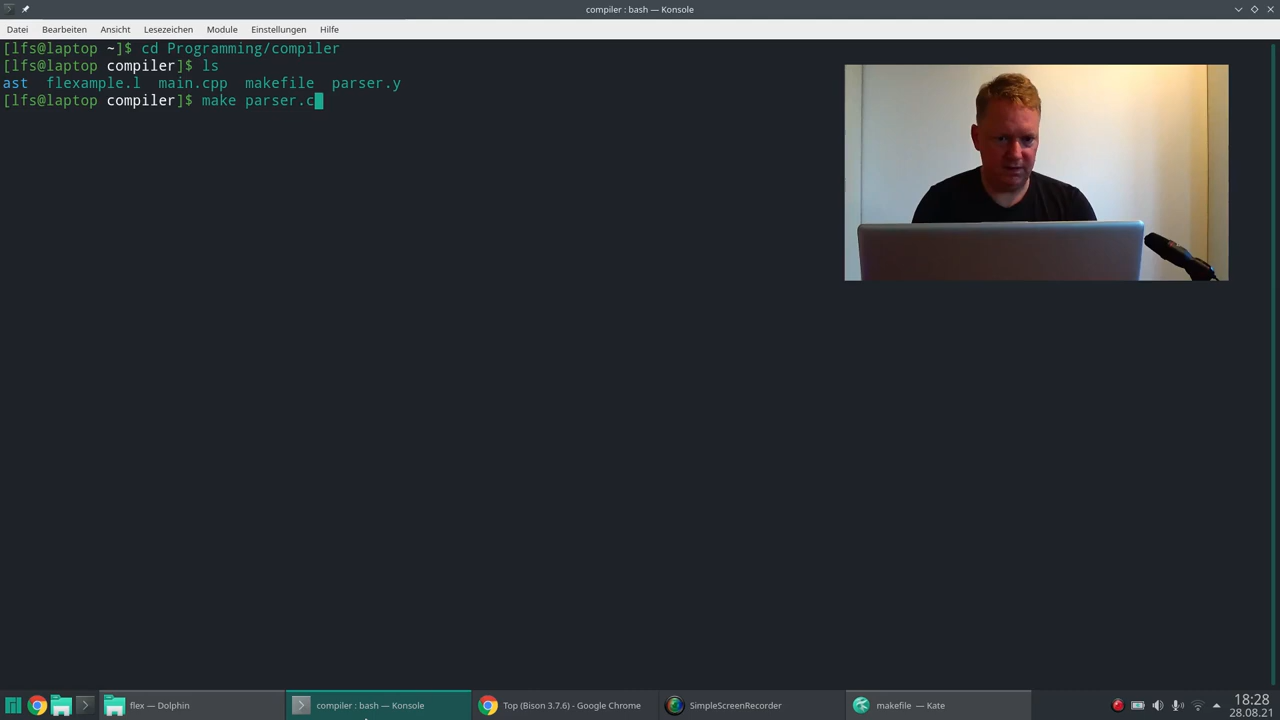 compiler : bash — Konsole
Datei Bearbeiten Ansicht Lesezeichen Module Einstellungen Hilfe
[lfs@laptop ~]$ cd Programming/compiler
[lfs@laptop compiler]$ ls
ast flexample.l main.cpp makefile parser.y
[lfs@laptop compiler]$ make parser.c
flex — Dolphin compiler : bash — Konsole Top (Bison 3.7.6) - Google Chrome SimpleScreenRecorder makefile — Kate 18:28
28.08.21